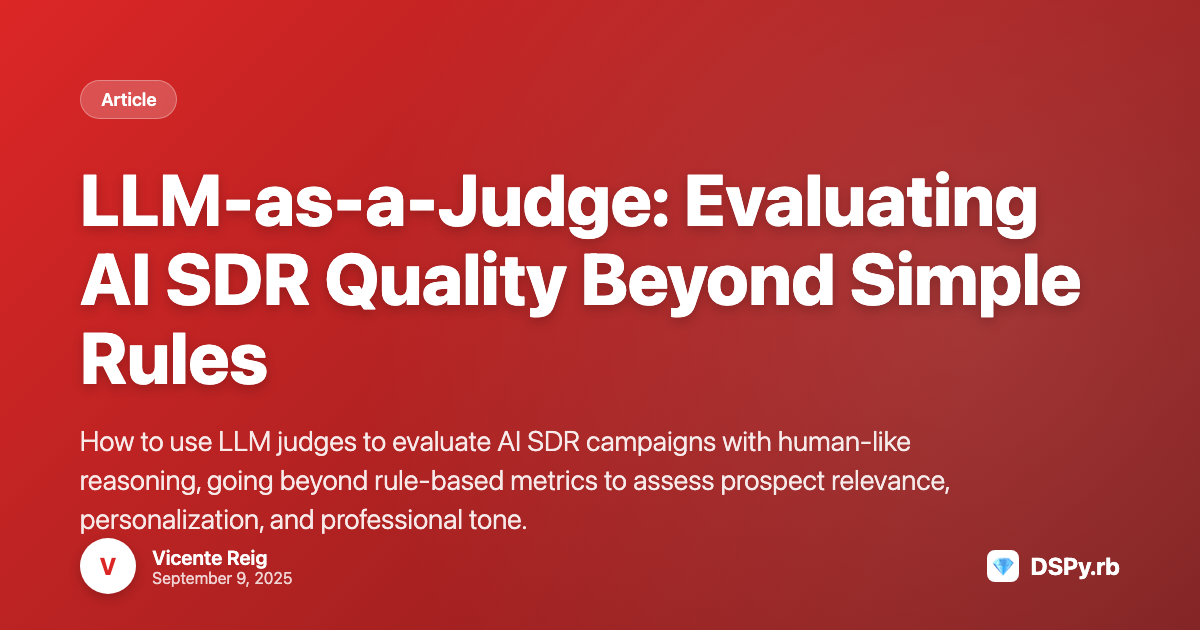 Article
LLM-as-a-Judge: Evaluating
AI SDR Quality Beyond Simple
Rules
How to use LLM judges to evaluate AI SDR campaigns with human-like
reasoning, going beyond rule-based metrics to assess prospect relevance,
personalization, and professional tone.
V
Vicente Reig
September 9, 2025
DSPy.rb